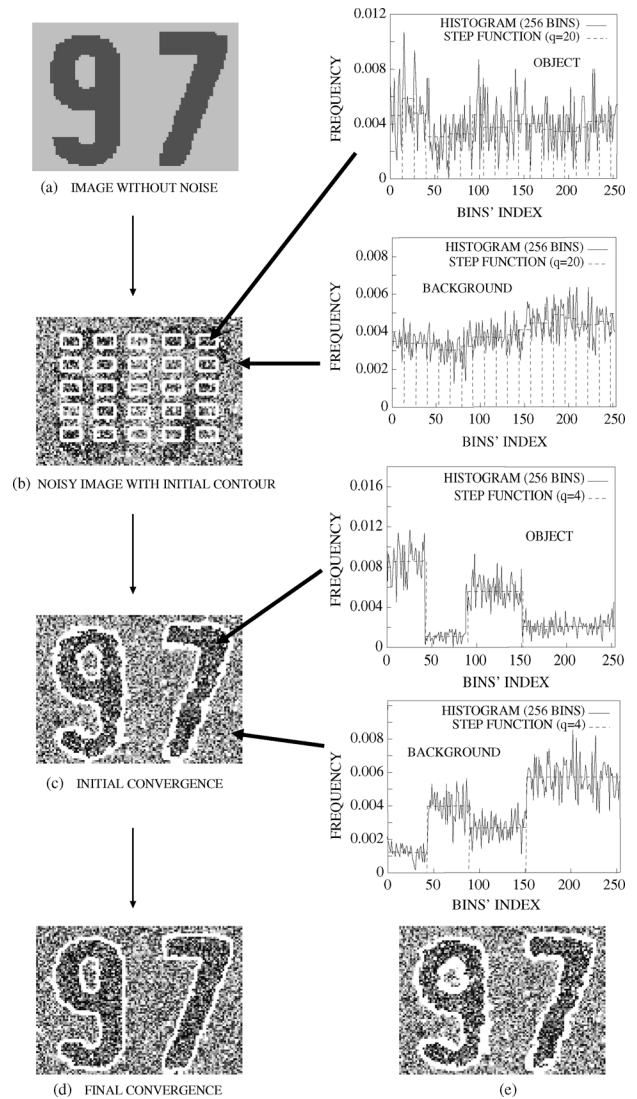 97
(a) IMAGE WITHOUT NOISE
0.012
0.008
0.004
0
FREQUENCY
HISTOGRAM (256 BINS)
STEP FUNCTION (q=20)
OBJECT
0 50 100 150 200 250
BINS' INDEX
0.008
0.006
0.004
0.002
0
FREQUENCY
HISTOGRAM (256 BINS)
STEP FUNCTION (q=20)
BACKGROUND
0 50 100 150 200 250
BINS' INDEX
(b) NOISY IMAGE WITH INITIAL CONTOUR
0.016
0.012
0.008
0.004
0
FREQUENCY
HISTOGRAM (256 BINS)
STEP FUNCTION (q=4)
OBJECT
0 50 100 150 200 250
BINS' INDEX
97
(c) INITIAL CONVERGENCE
0.008
0.006
0.004
0.002
0
FREQUENCY
HISTOGRAM (256 BINS)
STEP FUNCTION (q=4)
BACKGROUND
0 50 100 150 200 250
BINS' INDEX
97
(d) FINAL CONVERGENCE
97
(e)